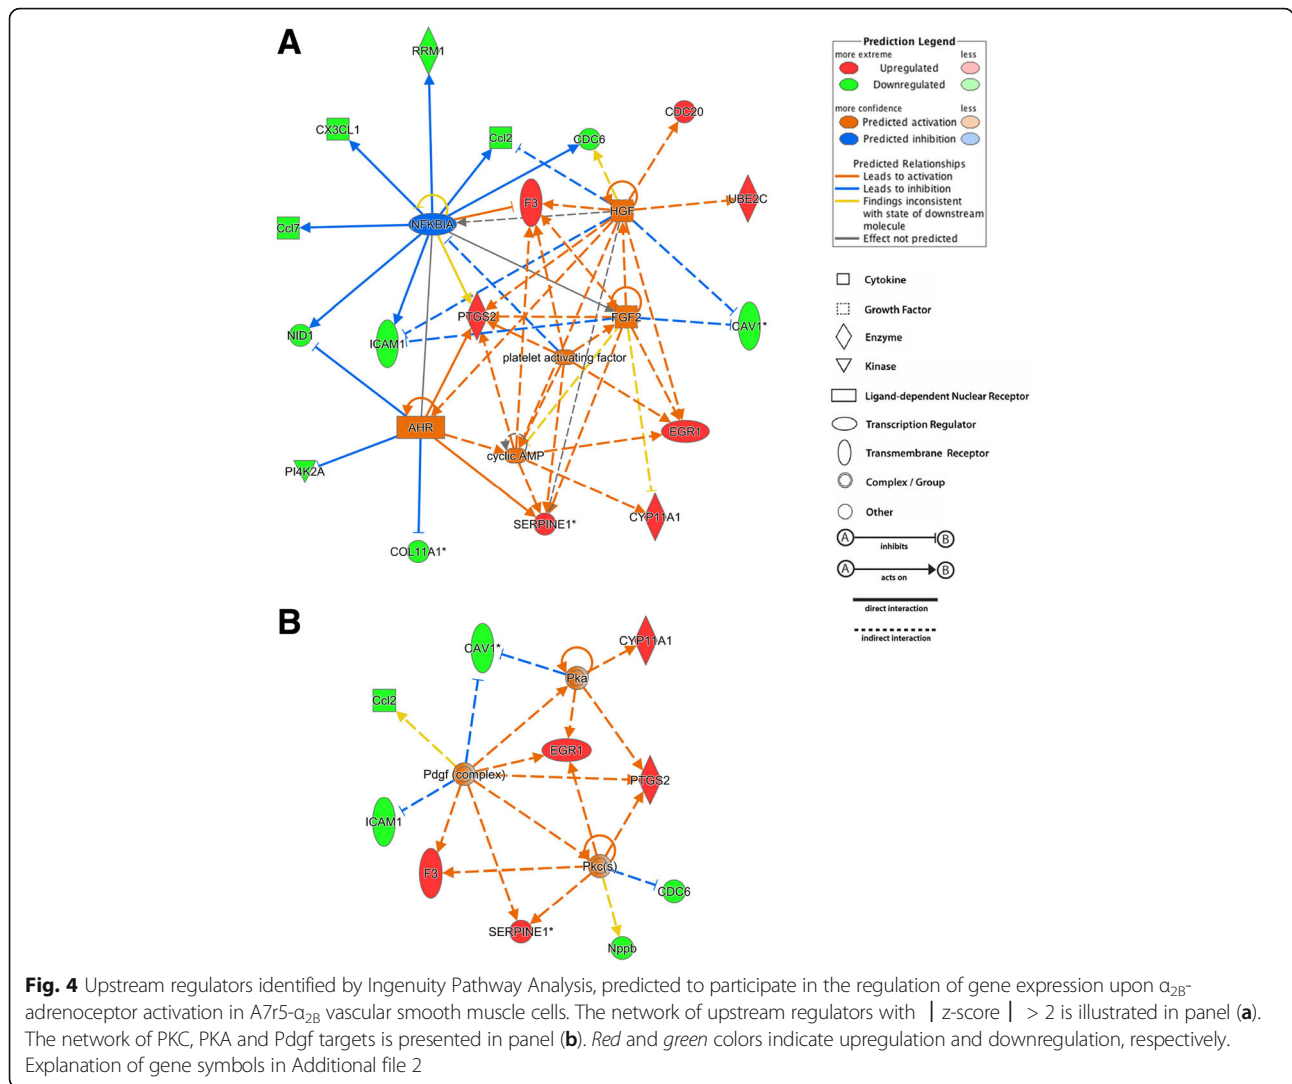 A
RRM1
CX3CL1
Ccl2
CDC6
CDC20
F3
HGF
UBE2C
Ccl7
NFKBIA
NID1
ICAM1
PTGS2
FGF2
CAV1*
platelet activating factor
AHR
EGR1
cyclic AMP
PI4K2A
SERPINE1*
CYP11A1
COL11A1*
Prediction Legend
more extreme less
Upregulated
Downregulated
more confidence less
Predicted activation
Predicted inhibition
Predicted Relationships
Leads to activation
Leads to inhibition
Findings inconsistent
with state of downstream
molecule
Effect not predicted
Cytokine
Growth Factor
Enzyme
Kinase
Ligand-dependent Nuclear Receptor
Transcription Regulator
Transmembrane Receptor
Complex / Group
Other
A B
inhibits
A B
acts on
direct interaction
indirect interaction
B
CAV1*
CYP11A1
Pka
Ccl2
EGR1
Pdgf (complex)
PTGS2
ICAM1
F3
Pkc(s)
CDC6
SERPINE1*
Nppb
Fig. 4 Upstream regulators identified by Ingenuity Pathway Analysis, predicted to participate in the regulation of gene expression upon α2B-
adrenoceptor activation in A7r5-α2B vascular smooth muscle cells. The network of upstream regulators with | z-score | > 2 is illustrated in panel (a).
The network of PKC, PKA and Pdgf targets is presented in panel (b). Red and green colors indicate upregulation and downregulation, respectively.
Explanation of gene symbols in Additional file 2